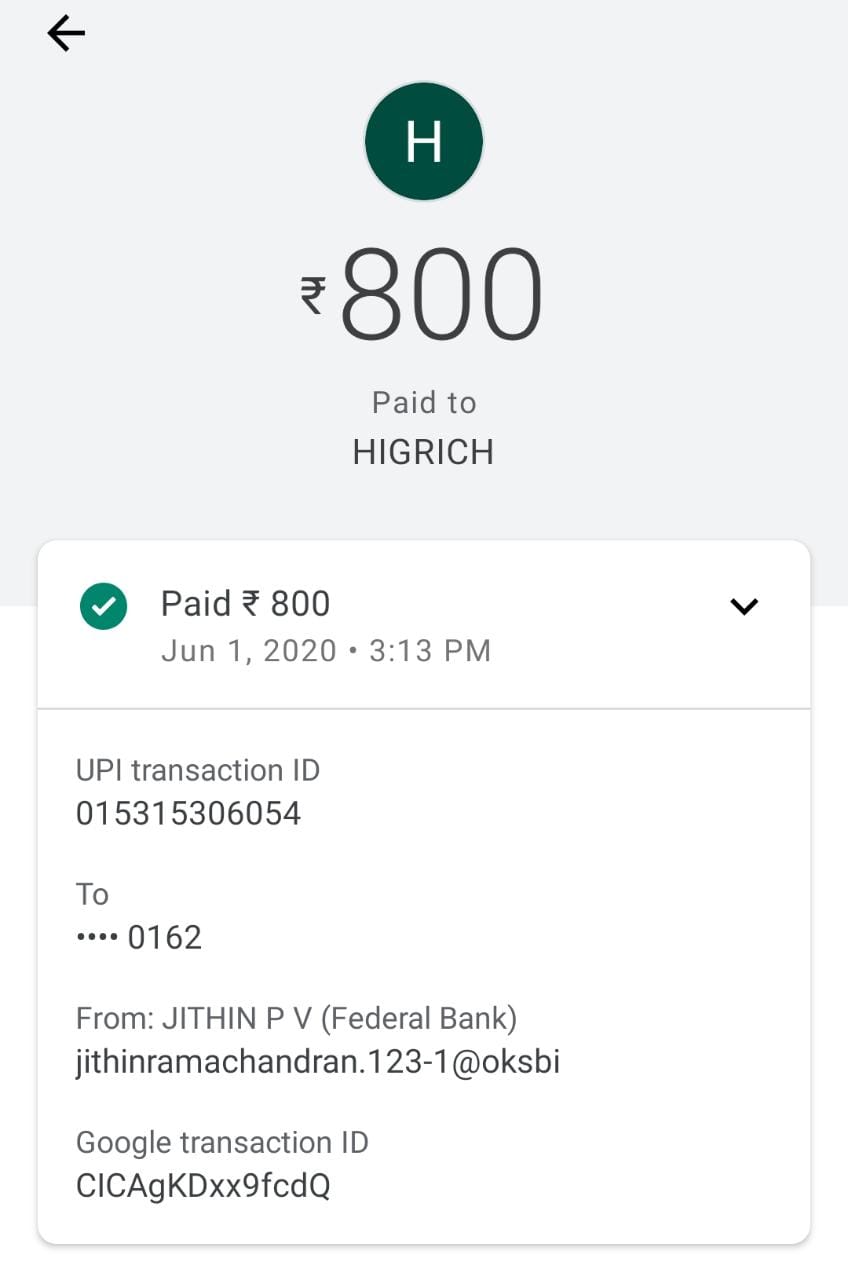 H
₹800
Paid to
HIGRICH
Paid ₹ 800
Jun 1, 2020 • 3:13 PM
UPI transaction ID
015315306054
To
•••• 0162
From: JITHIN P V (Federal Bank)
jithinramachandran.123-1@oksbi
Google transaction ID
CICAgKDxx9fcdQ